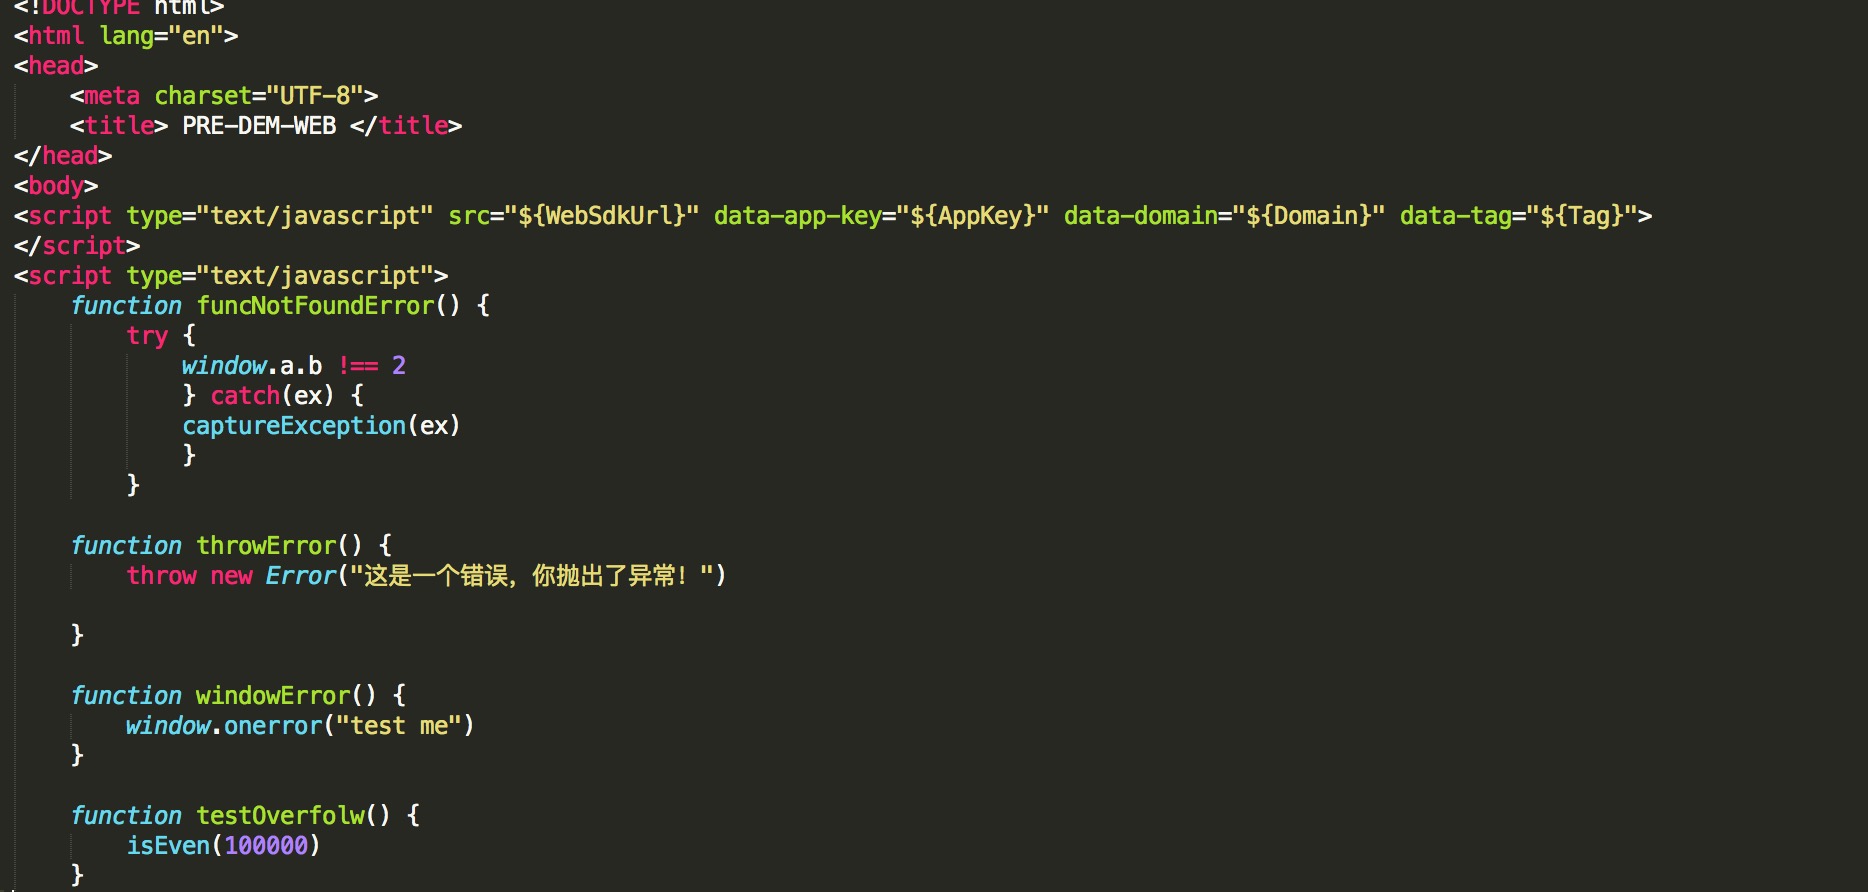 <!DOCTYPE html>
<html lang="en">
<head>
    <meta charset="UTF-8">
    <title> PRE-DEM-WEB </title>
</head>
<body>
<script type="text/javascript" src="${WebSdkUrl}" data-app-key="${AppKey}" data-domain="${Domain}" data-tag="${Tag}">
</script>
<script type="text/javascript">
    function funcNotFoundError() {
        try {
            window.a.b !== 2
            } catch(ex) {
            captureException(ex)
            }
        }

    function throwError() {
        throw new Error("这是一个错误，你抛出了异常！")

    }

    function windowError() {
        window.onerror("test me")
    }

    function testOverfolw() {
        isEven(100000)
    }